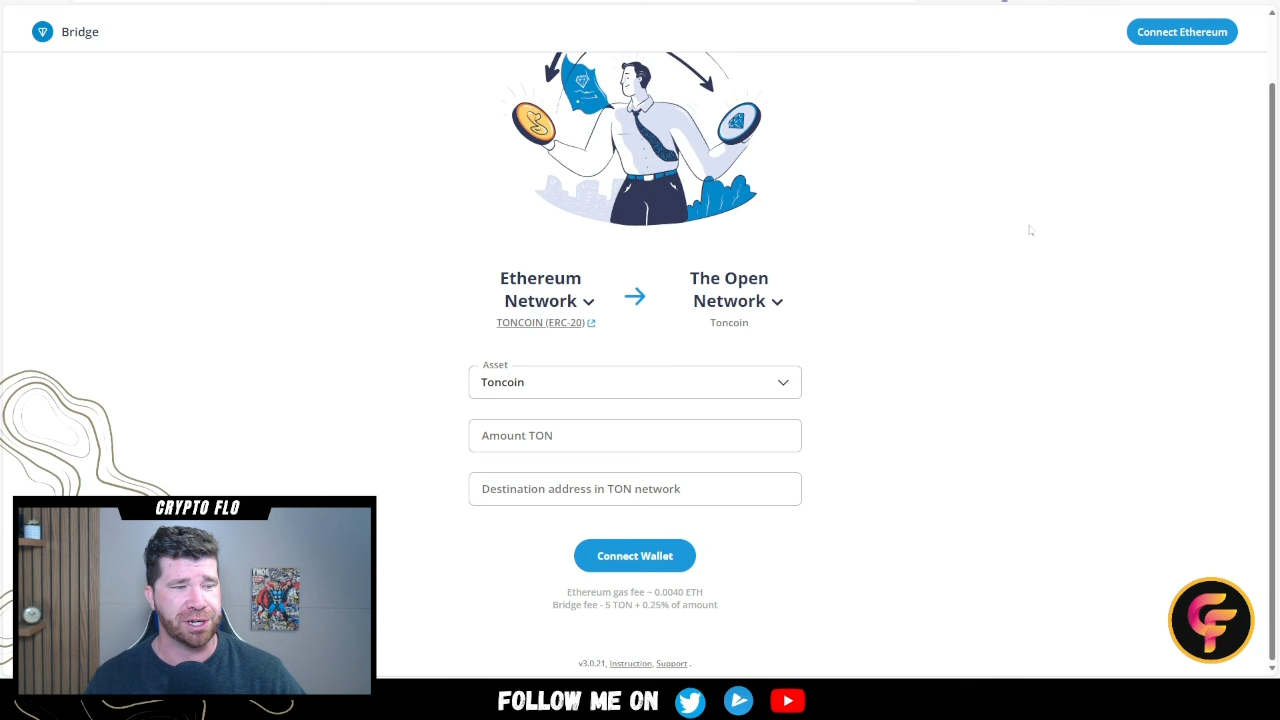 Bridge
Connect Ethereum
Ethereum
Network
The Open
Network
TONCOIN (ERC-20)
Toncoin
Asset
Toncoin
Amount TON
Destination address in TON network
Connect Wallet
Ethereum gas fee ~ 0.0040 ETH
Bridge fee - 5 TON + 0.25% of amount
v3.0.21, Instruction, Support .
CRYPTO FLO
FOLLOW ME ON